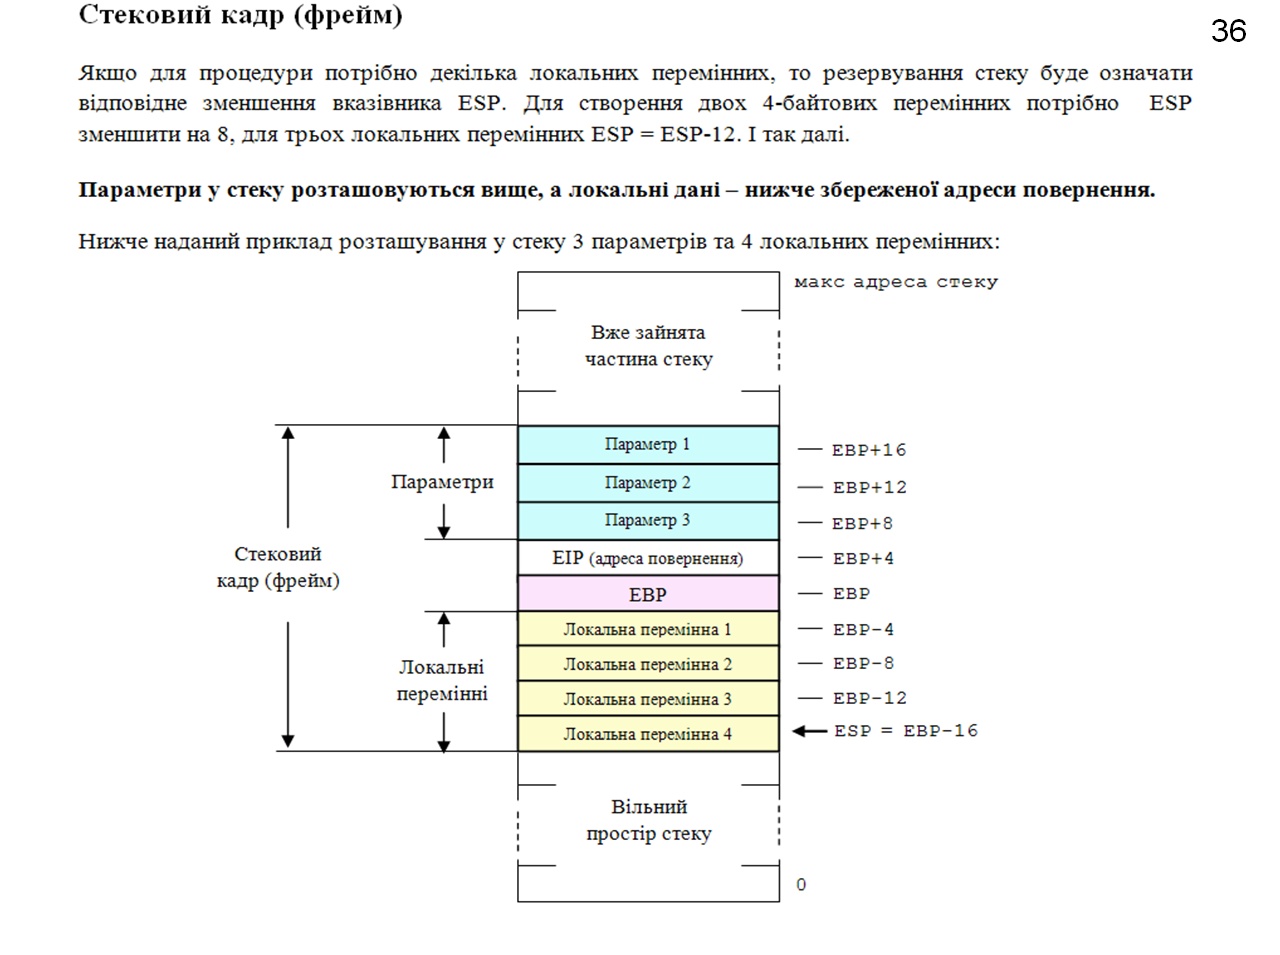 Стековий кадр (фрейм)
36
Якщо для процедури потрібно декілька локальних перемінних, то резервування стеку буде означати
відповідне зменшення вказівника ESP. Для створення двох 4-байтових перемінних потрібно ESP
зменшити на 8, для трьох локальних перемінних ESP = ESP-12. І так далі.
Параметри у стеку розташовуються вище, а локальні дані – нижче збереженої адреси повернення.
Нижче наданий приклад розташування у стеку 3 параметрів та 4 локальних перемінних:
макс адреса стеку
Вже зайнята
частина стеку
Параметр 1
EBP+16
Параметри
Параметр 2
EBP+12
Параметр 3
EBP+8
Стековий
кадр (фрейм)
EIP (адреса повернення)
EBP+4
EBP
EBP
Локальна перемінна 1
EBP-4
Локальні
перемінні
Локальна перемінна 2
EBP-8
Локальна перемінна 3
EBP-12
Локальна перемінна 4
ESP = EBP-16
Вільний
простір стеку
0